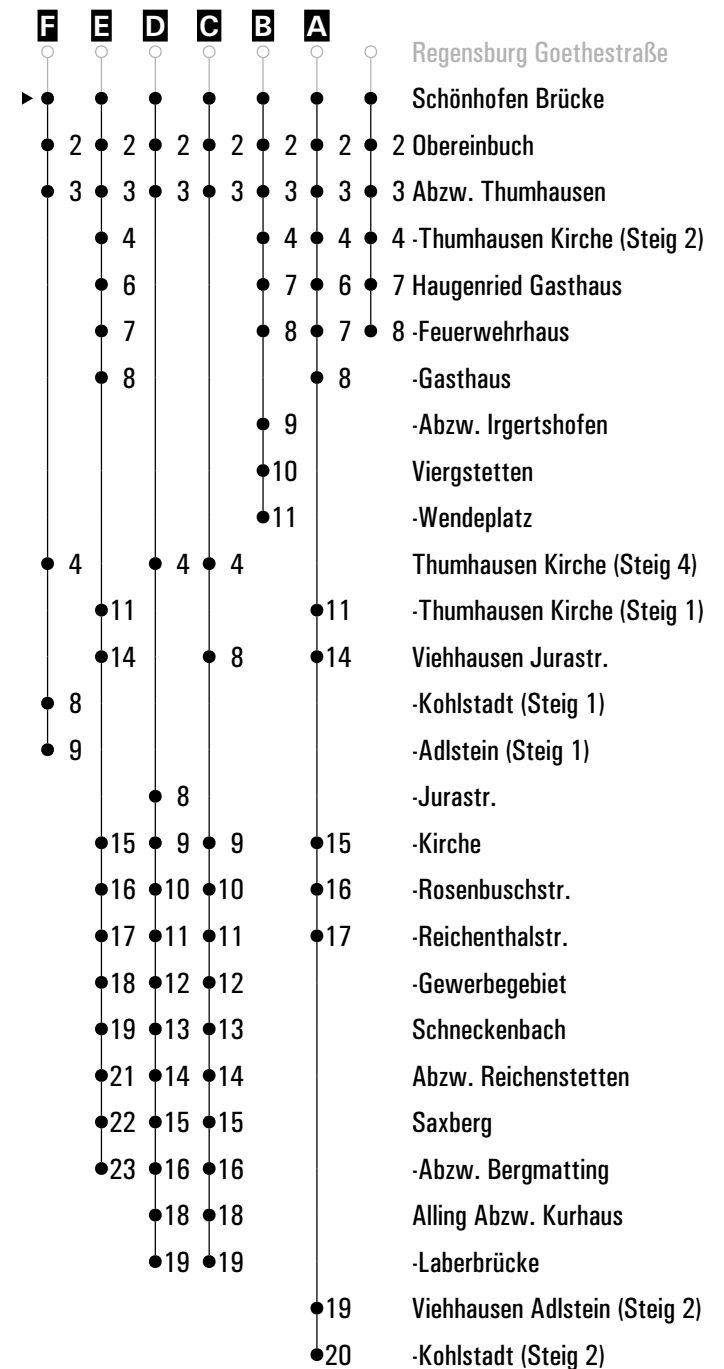 F E D C B A
Regensburg Goethestraße
Schönhofen Brücke
2 2 2 2 2 2 2 Obereinbuch
3 3 3 3 3 3 3 Abzw. Thumhausen
4 4 4 4 -Thumhausen Kirche (Steig 2)
6 7 6 7 Haugenried Gasthaus
7 8 7 8 -Feuerwehrhaus
8 8 -Gasthaus
9 -Abzw. Irgertshofen
10 Viergstetten
11 -Wendeplatz
4 4 4 Thumhausen Kirche (Steig 4)
11 11 -Thumhausen Kirche (Steig 1)
14 8 14 Viehhausen Jurastr.
8 -Kohlstadt (Steig 1)
9 -Adlstein (Steig 1)
8 -Jurastr.
15 9 9 15 -Kirche
16 10 10 16 -Rosenbuschstr.
17 11 11 17 -Reichenthalstr.
18 12 12 -Gewerbegebiet
19 13 13 Schneckenbach
21 14 14 Abzw. Reichenstetten
22 15 15 Saxberg
23 16 16 -Abzw. Bergmatting
18 18 Alling Abzw. Kurhaus
19 19 -Laberbrücke
19 Viehhausen Adlstein (Steig 2)
20 -Kohlstadt (Steig 2)